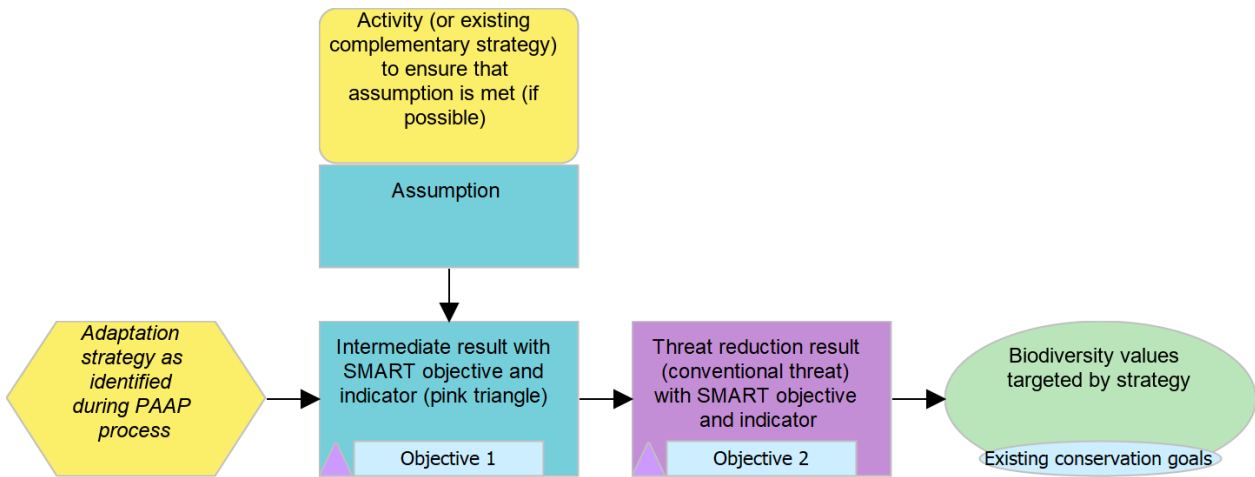 Activity (or existing
complementary strategy)
to ensure that
assumption is met (if
possible)
Assumption
Adaptation
strategy as
identified
during PAAP
process
Intermediate result with
SMART objective and
indicator (pink triangle)
Objective 1
Threat reduction result
(conventional threat)
with SMART objective
and indicator
Objective 2
Biodiversity values
targeted by strategy
Existing conservation goals